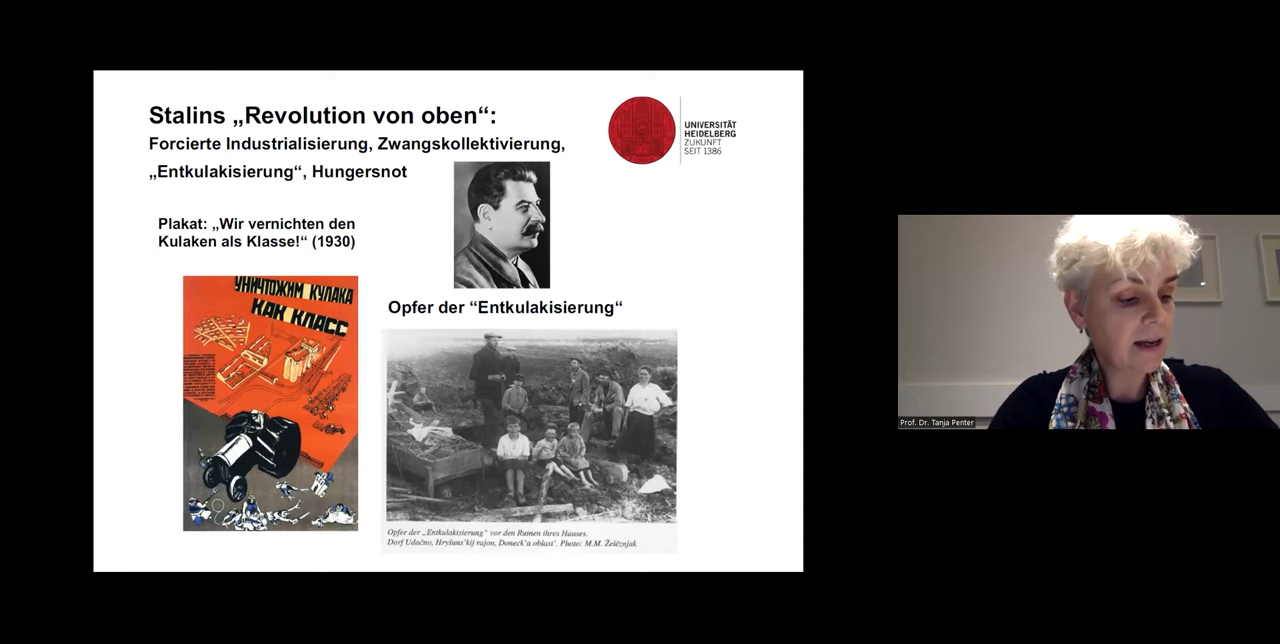 Stalins „Revolution von oben“:
Forcierte Industrialisierung, Zwangskollektivierung,
„Entkulakisierung“, Hungersnot
UNIVERSITÄT
HEIDELBERG
ZUKUNFT
SEIT 1386
Plakat: „Wir vernichten den
Kulaken als Klasse!“ (1930)
УНИЧТОЖИМ КУЛАКА
КАК КЛАСС
Opfer der “Entkulakisierung“
Opfer der „Entkulakisierung“ vor den Ruinen ihres Hauses.
Dorf Udačno, Hryšuns'kij rajon, Doneck'a oblast'. Photo: M.M. Želěznjak
Prof. Dr. Tanja Penter